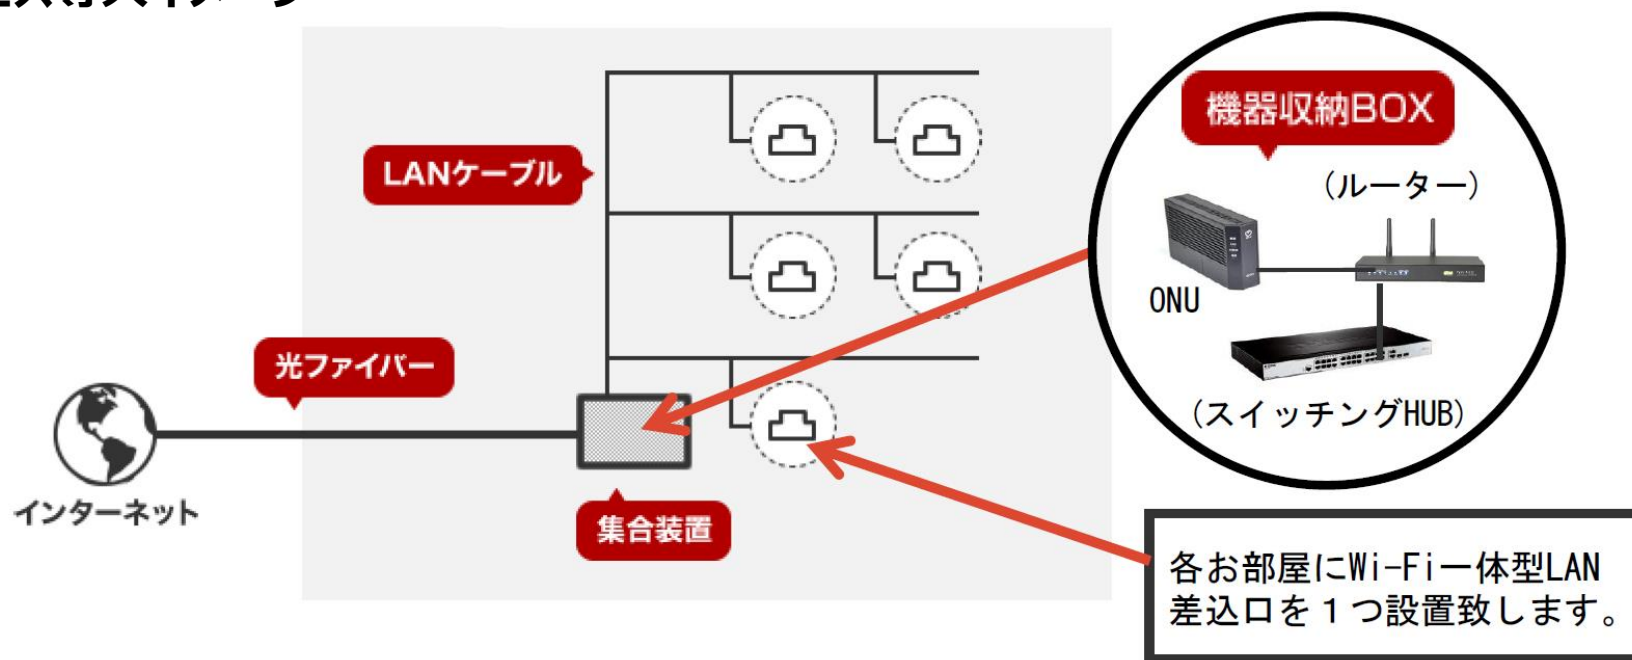 機器収納BOX
LANケーブル
(ルーター)
ONU
光ファイバー
(スイッチングHUB)
インターネット
集合装置
各お部屋にWi-Fi一体型LAN
差込口を１つ設置致します。